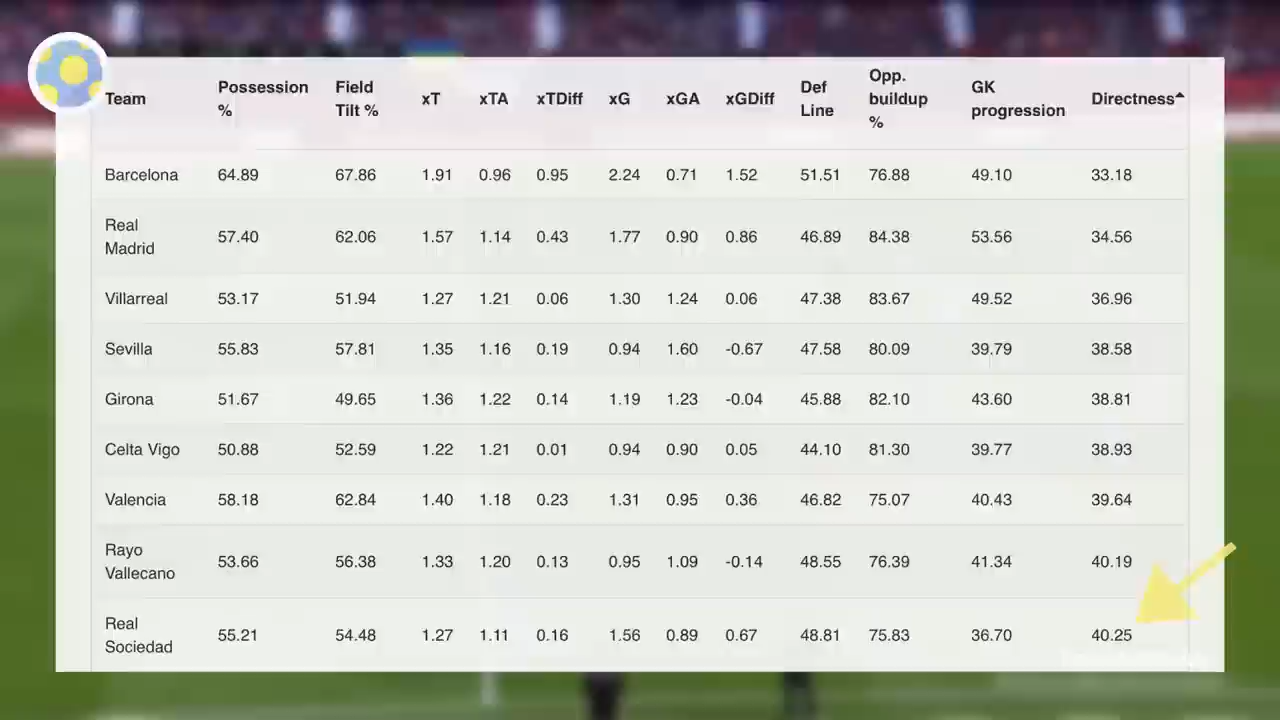 Team Possession % Field Tilt % xT xTA xTDiff xG xGA xGDiff Def Line Opp. buildup % GK progression Directness
Barcelona 64.89 67.86 1.91 0.96 0.95 2.24 0.71 1.52 51.51 76.88 49.10 33.18
Real Madrid 57.40 62.06 1.57 1.14 0.43 1.77 0.90 0.86 46.89 84.38 53.56 34.56
Villarreal 53.17 51.94 1.27 1.21 0.06 1.30 1.24 0.06 47.38 83.67 49.52 36.96
Sevilla 55.83 57.81 1.35 1.16 0.19 0.94 1.60 -0.67 47.58 80.09 39.79 38.58
Girona 51.67 49.65 1.36 1.22 0.14 1.19 1.23 -0.04 45.88 82.10 43.60 38.81
Celta Vigo 50.88 52.59 1.22 1.21 0.01 0.94 0.90 0.05 44.10 81.30 39.77 38.93
Valencia 58.18 62.84 1.40 1.18 0.23 1.31 0.95 0.36 46.82 75.07 40.43 39.64
Rayo Vallecano 53.66 56.38 1.33 1.20 0.13 0.95 1.09 -0.14 48.55 76.39 41.34 40.19
Real Sociedad 55.21 54.48 1.27 1.11 0.16 1.56 0.89 0.67 48.81 75.83 36.70 40.25